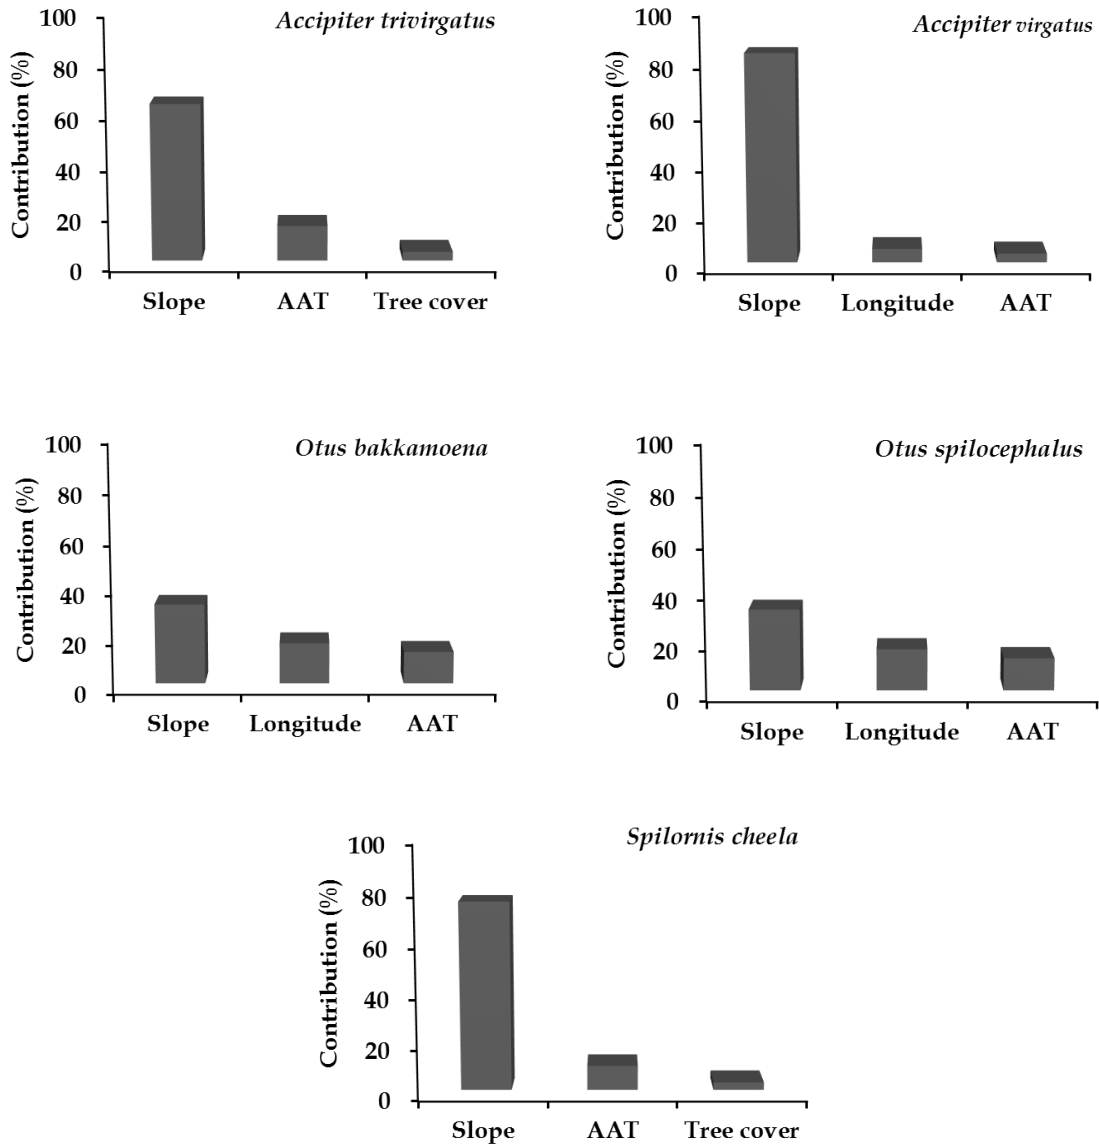 Accipiter trivirgatus
Contribution (%)
100
80
60
40
20
0
Slope AAT Tree cover
Accipiter virgatus
Contribution (%)
100
80
60
40
20
0
Slope Longitude AAT
Otus bakkamoena
Contribution (%)
100
80
60
40
20
0
Slope Longitude AAT
Otus spilocephalus
Contribution (%)
100
80
60
40
20
0
Slope Longitude AAT
Spilornis cheela
Contribution (%)
100
80
60
40
20
0
Slope AAT Tree cover